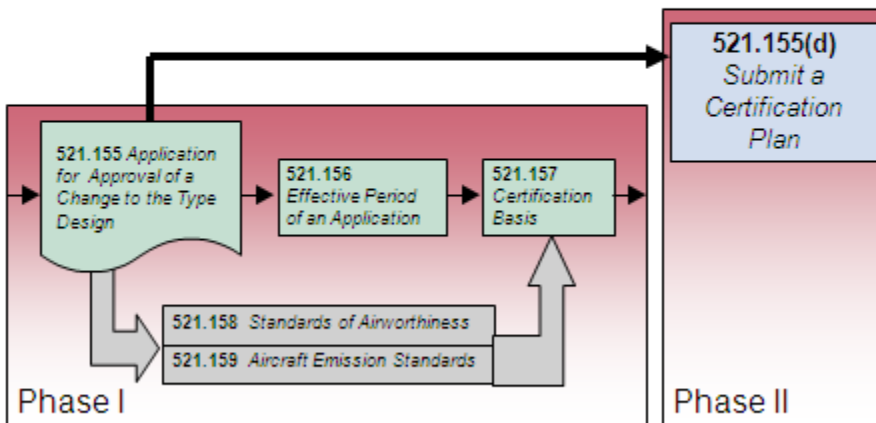 521.155(d)
Submit a
Certification
Plan
521.155 Application
for Approval of a
Change to the Type
Design
521.156
Effective Period
of an Application
521.157
Certification
Basis
521.158 Standards of Airworthiness
521.159 Aircraft Emission Standards
Phase I
Phase II